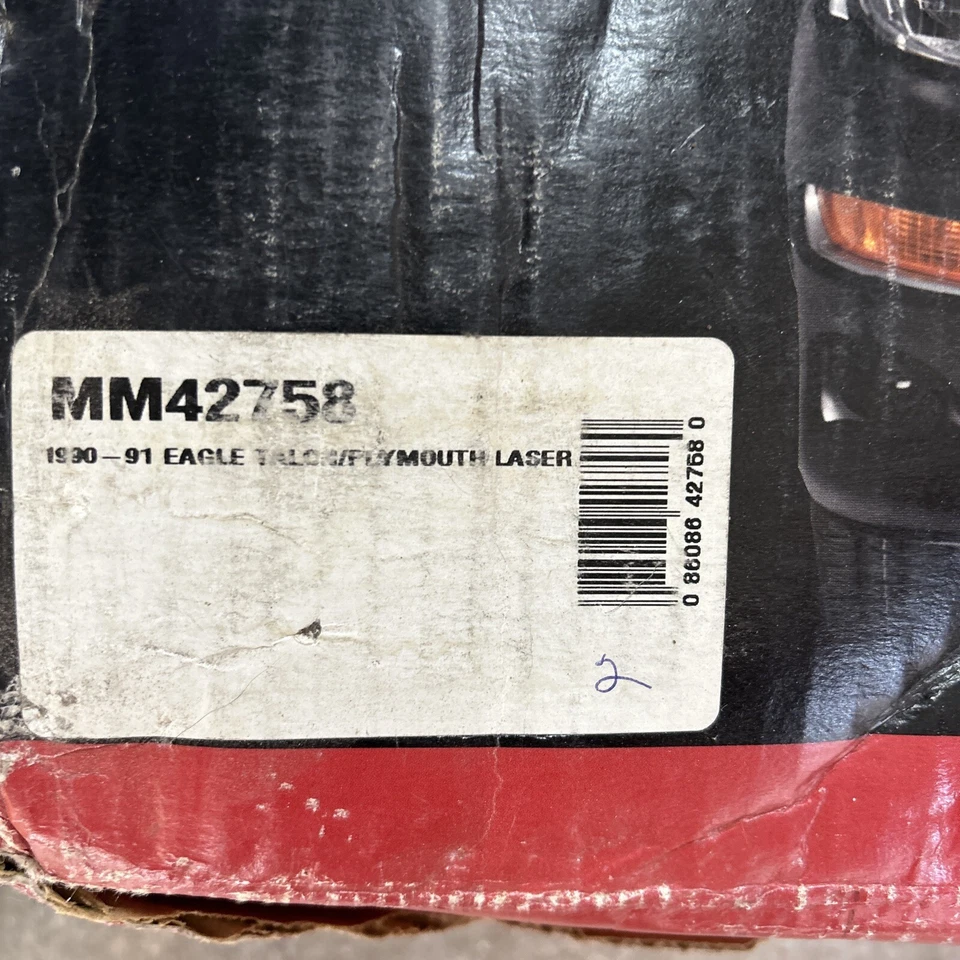 MM42758
1990-91 EAGLE TALON/PLYMOUTH LASER
0 86086 42758 0
2